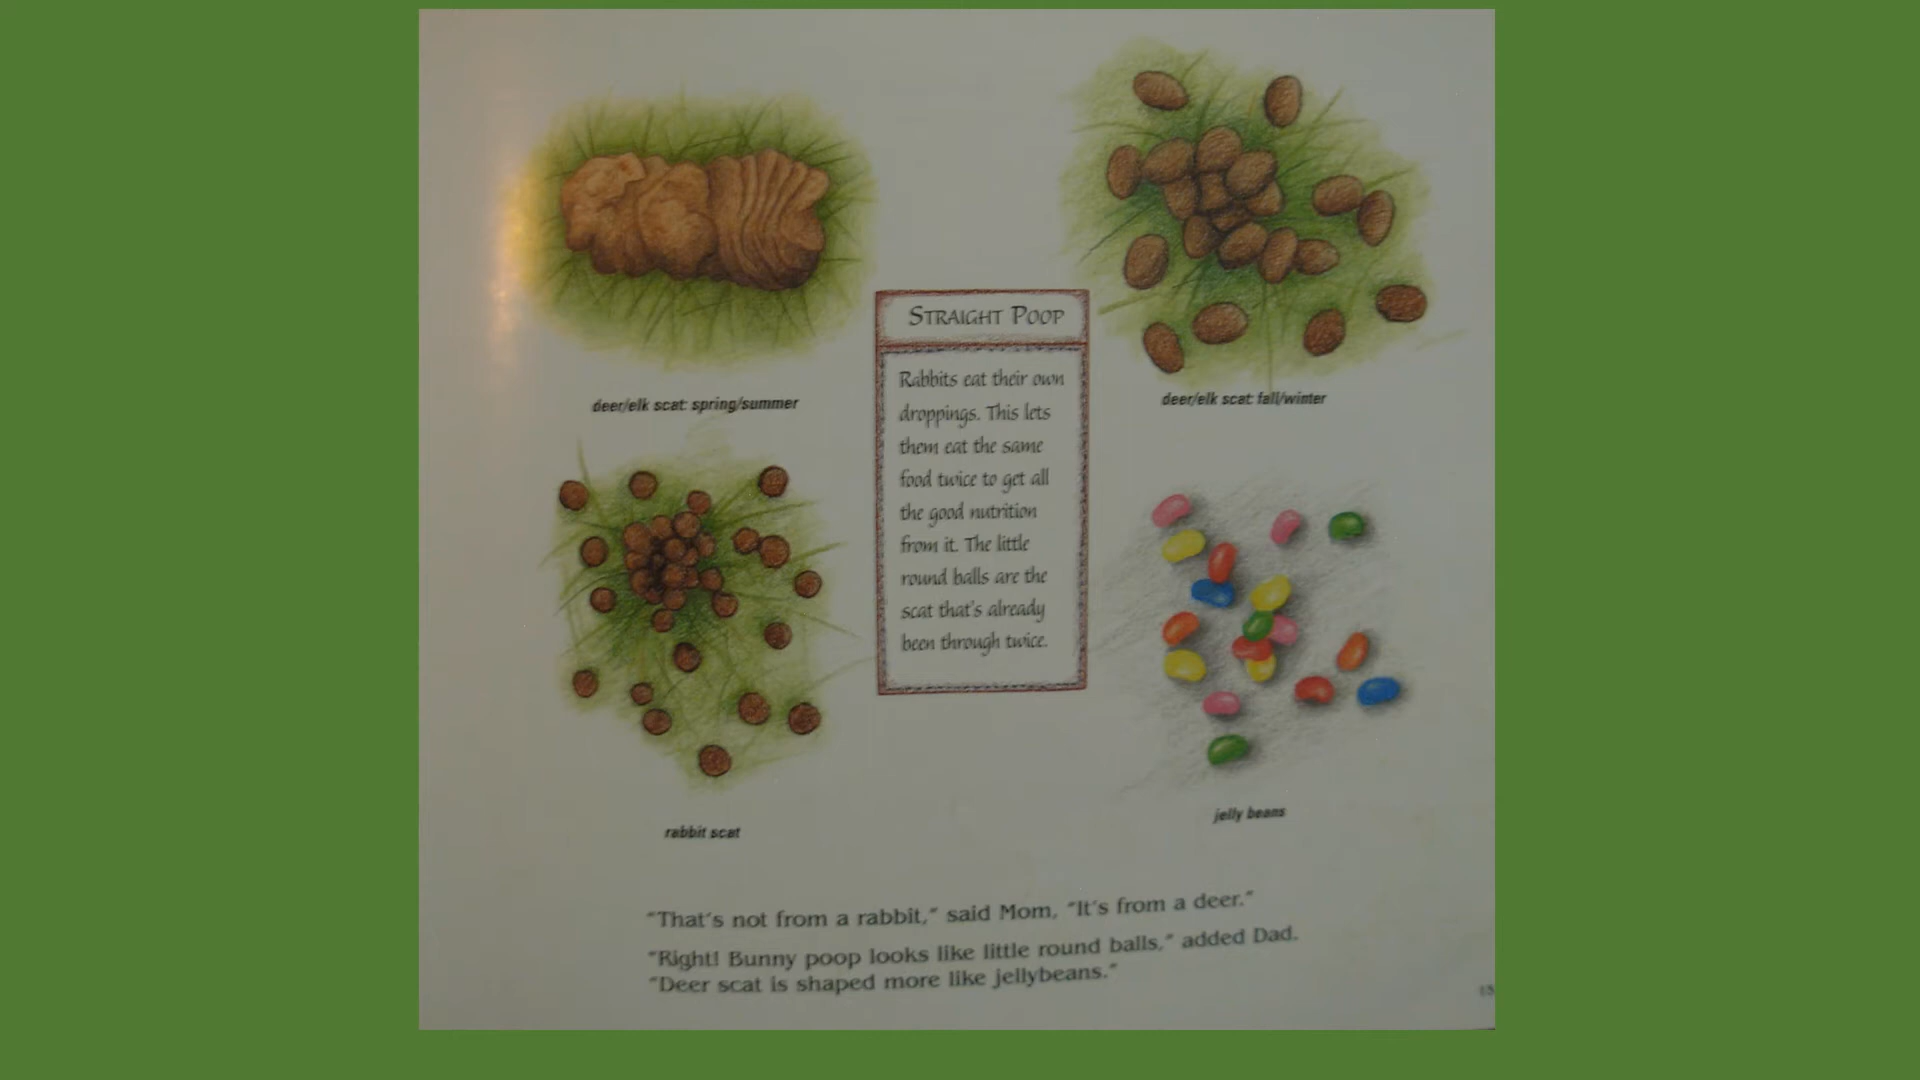 deer/elk scat: spring/summer
deer/elk scat: fall/winter
STRAIGHT POOP
Rabbits eat their own
droppings. This lets
them eat the same
food twice to get all
the good nutrition
from it. The little
round balls are the
scat that's already
been through twice.
rabbit scat
jelly beans
"That's not from a rabbit," said Mom, "It's from a deer."
"Right! Bunny poop looks like little round balls," added Dad.
"Deer scat is shaped more like jellybeans."